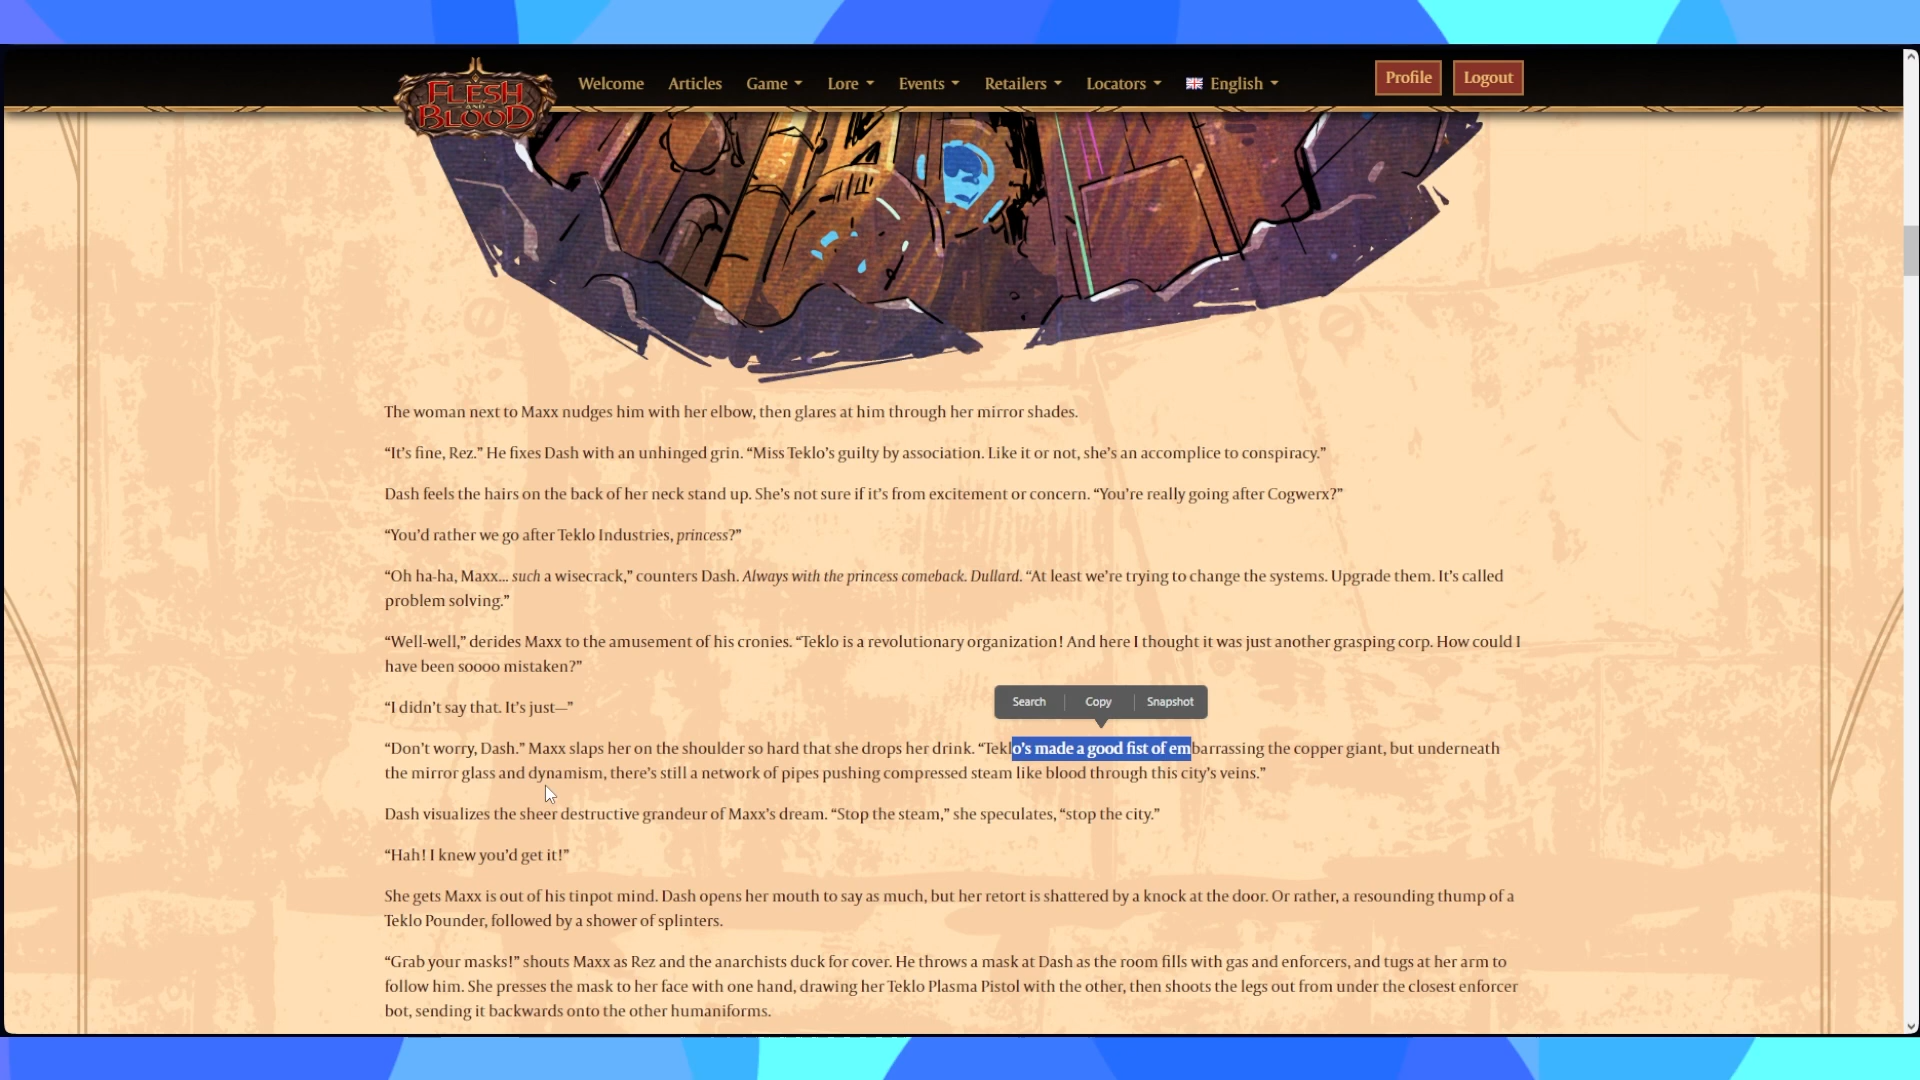 FLESH
AND
BLOOD
Welcome
Articles
Game
Lore
Events
Retailers
Locators
English
Profile
Logout
The woman next to Maxx nudges him with her elbow, then glares at him through her mirror shades.
“It’s fine, Rez.” He fixes Dash with an unhinged grin. “Miss Teklo’s guilty by association. Like it or not, she’s an accomplice to conspiracy.”
Dash feels the hairs on the back of her neck stand up. She’s not sure if it’s from excitement or concern. “You’re really going after Cogwerx?”
“You’d rather we go after Teklo Industries, princess?”
“Oh ha-ha, Maxx... such a wisecrack,” counters Dash. Always with the princess comeback. Dullard. “At least we’re trying to change the systems. Upgrade them. It’s called
problem solving.”
“Well-well,” derides Maxx to the amusement of his cronies. “Teklo is a revolutionary organization! And here I thought it was just another grasping corp. How could I
have been soooo mistaken?”
Search
Copy
Snapshot
“I didn’t say that. It’s just—”
“Don’t worry, Dash.” Maxx slaps her on the shoulder so hard that she drops her drink. “Teklo’s made a good fist of embarrassing the copper giant, but underneath
the mirror glass and dynamism, there’s still a network of pipes pushing compressed steam like blood through this city’s veins.”
Dash visualizes the sheer destructive grandeur of Maxx’s dream. “Stop the steam,” she speculates, “stop the city.”
“Hah! I knew you’d get it!”
She gets Maxx is out of his tinpot mind. Dash opens her mouth to say as much, but her retort is shattered by a knock at the door. Or rather, a resounding thump of a
Teklo Pounder, followed by a shower of splinters.
“Grab your masks!” shouts Maxx as Rez and the anarchists duck for cover. He throws a mask at Dash as the room fills with gas and enforcers, and tugs at her arm to
follow him. She presses the mask to her face with one hand, drawing her Teklo Plasma Pistol with the other, then shoots the legs out from under the closest enforcer
bot, sending it backwards onto the other humaniforms.